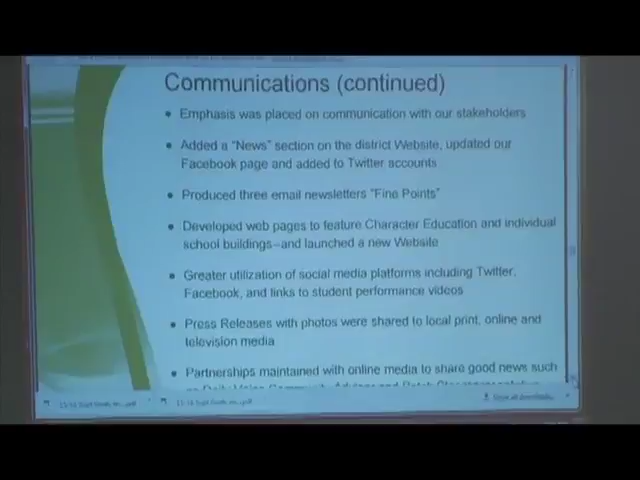 Communications (continued)
Emphasis was placed on communication with our stakeholders
Added a "News" section on the district Website, updated our
Facebook page and added to Twitter accounts
Produced three email newsletters "Fine Points"
Developed web pages to feature Character Education and individual
school buildings–and launched a new Website
Greater utilization of social media platforms including Twitter,
Facebook, and links to student performance videos
Press Releases with photos were shared to local print, online and
television media
Partnerships maintained with online media to share good news such